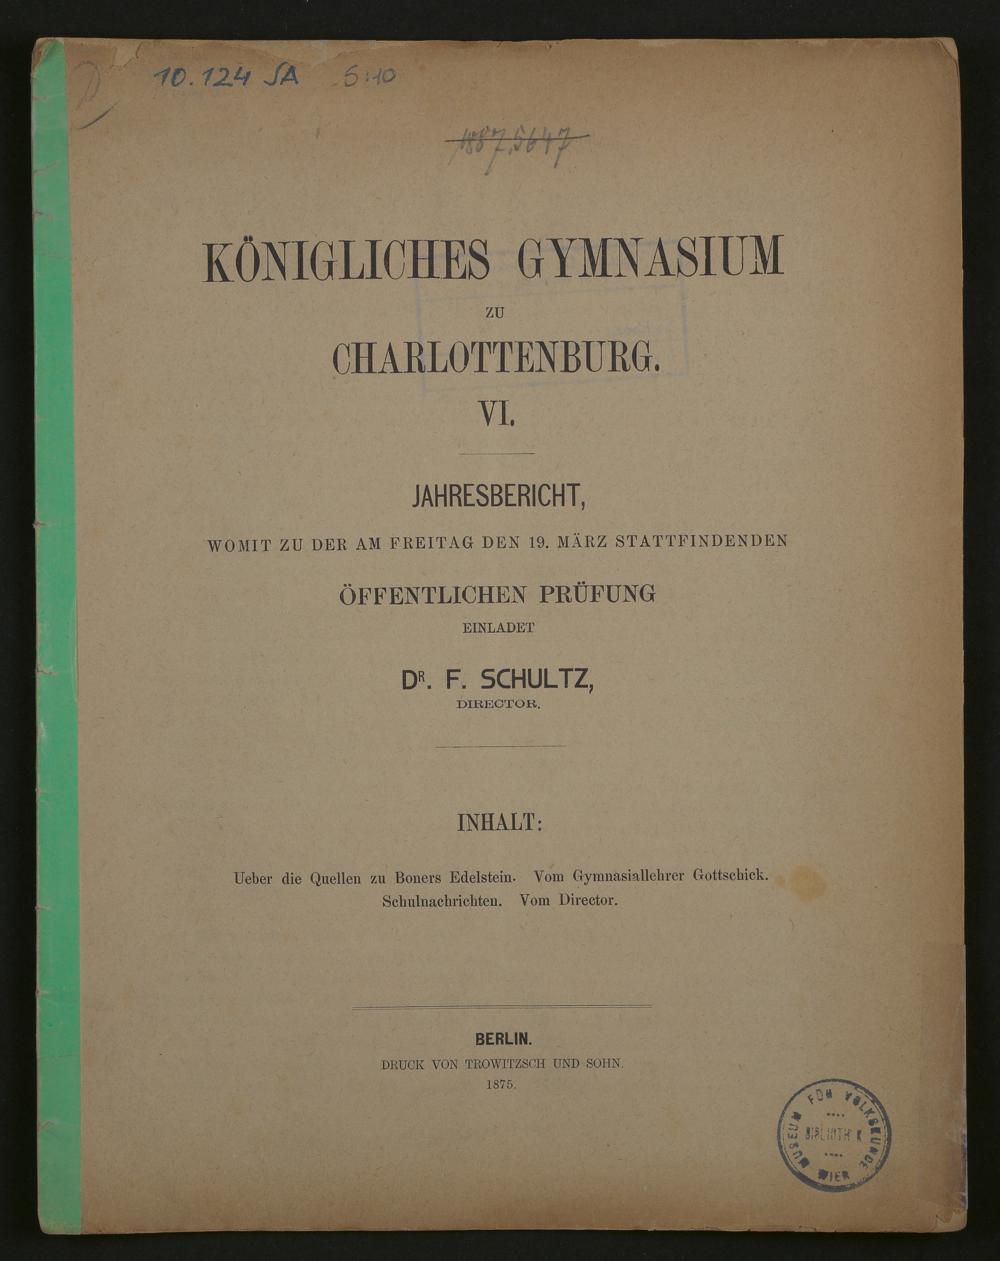 10.124 SA 5:10
1887,5647
KÖNIGLICHES GYMNASIUM
ZU
CHARLOTTENBURG.
VI.
JAHRESBERICHT,
WOMIT ZU DER AM FREITAG DEN 19. MÄRZ STATTFINDENDEN
ÖFFENTLICHEN PRÜFUNG
EINLADET
DR. F. SCHULTZ,
DIRECTOR.
INHALT:
Ueber die Quellen zu Boners Edelstein. Vom Gymnasiallehrer Gottschick.
Schulnachrichten. Vom Director.
BERLIN.
DRUCK VON TROWITZSCH UND SOHN.
1875.
MUSEUM FÜR VOLKSKUNDE
BIBLIOTHEK
WIEN